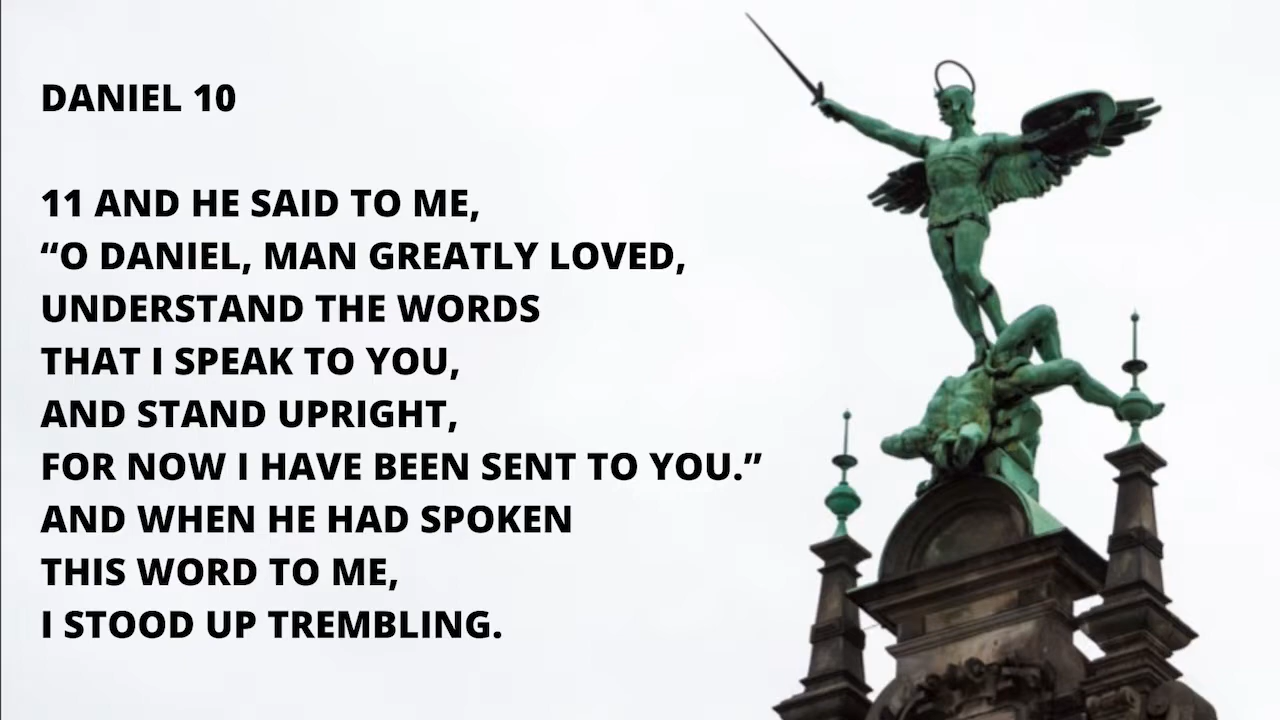 DANIEL 10
11 AND HE SAID TO ME,
“O DANIEL, MAN GREATLY LOVED,
UNDERSTAND THE WORDS
THAT I SPEAK TO YOU,
AND STAND UPRIGHT,
FOR NOW I HAVE BEEN SENT TO YOU.”
AND WHEN HE HAD SPOKEN
THIS WORD TO ME,
I STOOD UP TREMBLING.